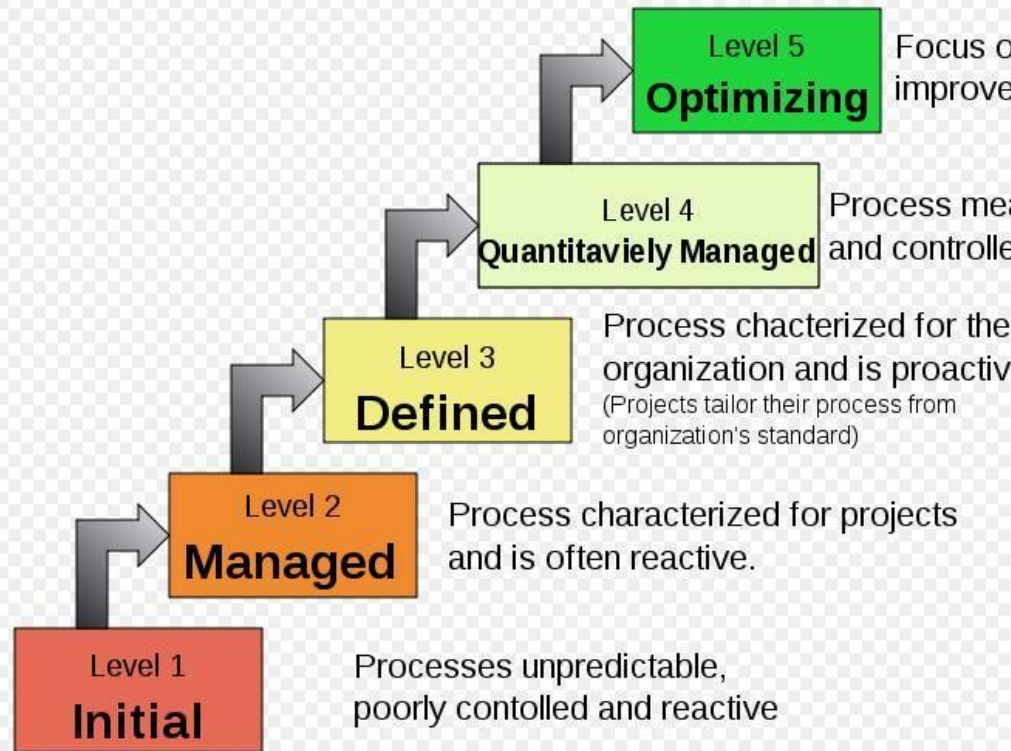 Level 5
Optimizing
Focus o
improve
Level 4
Quantitaviely Managed
Process mea
and controlle
Level 3
Defined
Process chacterized for the
organization and is proactiv
(Projects tailor their process from
organization's standard)
Level 2
Managed
Process characterized for projects
and is often reactive.
Level 1
Initial
Processes unpredictable,
poorly contolled and reactive